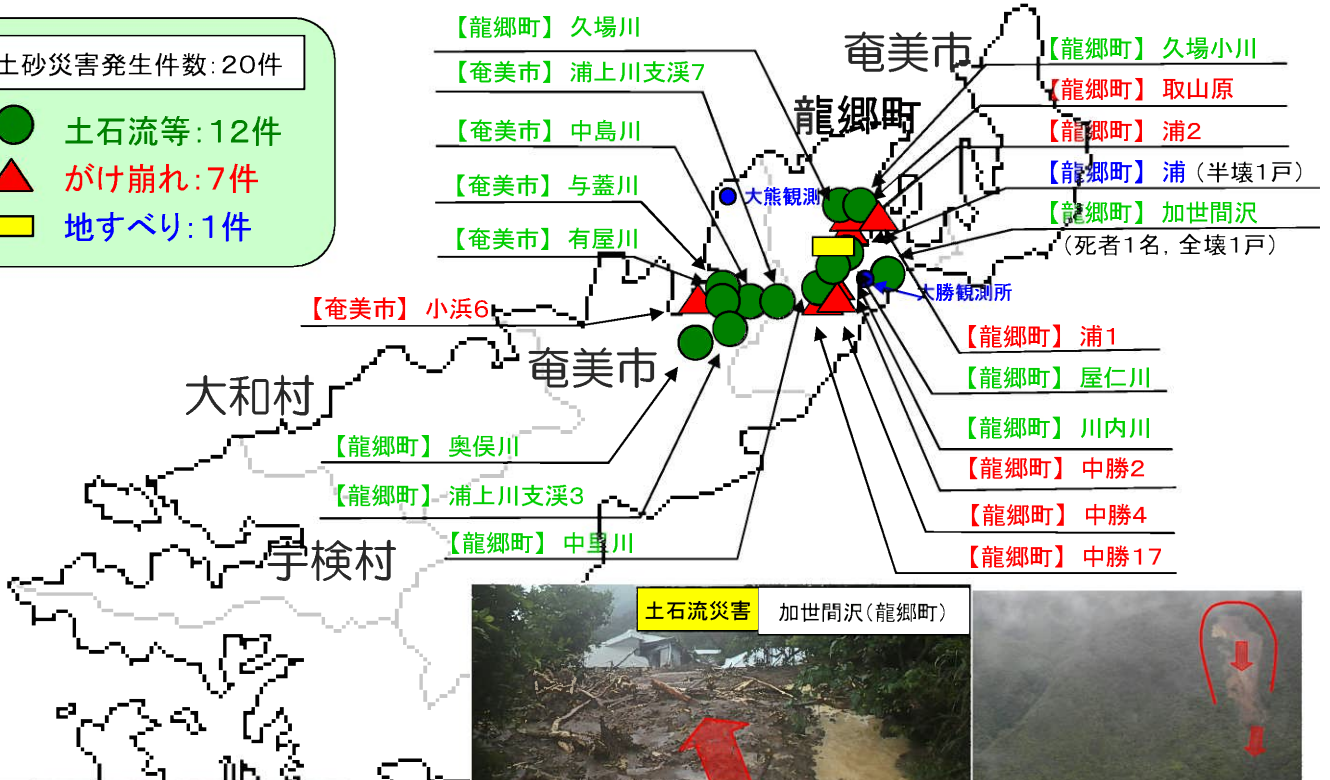 土砂災害発生件数:20件
土石流等:12件
がけ崩れ:7件
地すべり:1件
【龍郷町】 久場川
【奄美市】 浦上川支渓7
【奄美市】 中島川
【奄美市】 与蓋川
【奄美市】 有屋川
【奄美市】 小浜6
奄美市
龍郷町
大熊観測
【龍郷町】 久場小川
【龍郷町】 取山原
【龍郷町】 浦2
【龍郷町】 浦 (半壊1戸)
【龍郷町】 加世間沢
(死者1名, 全壊1戸)
大勝観測所
【龍郷町】 浦1
【龍郷町】 屋仁川
【龍郷町】 川内川
【龍郷町】 中勝2
【龍郷町】 中勝4
【龍郷町】 中勝17
奄美市
大和村
【龍郷町】 奥俣川
【龍郷町】 浦上川支渓3
【龍郷町】 中里川
宇検村
土石流災害
加世間沢(龍郷町)